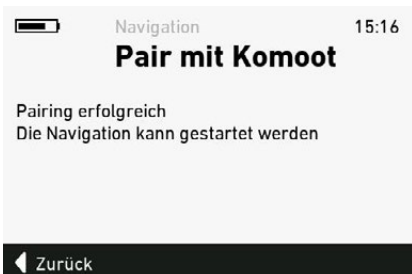 Navigation
15:16
Pair mit Komoot
Pairing erfolgreich
Die Navigation kann gestartet werden
Zurück